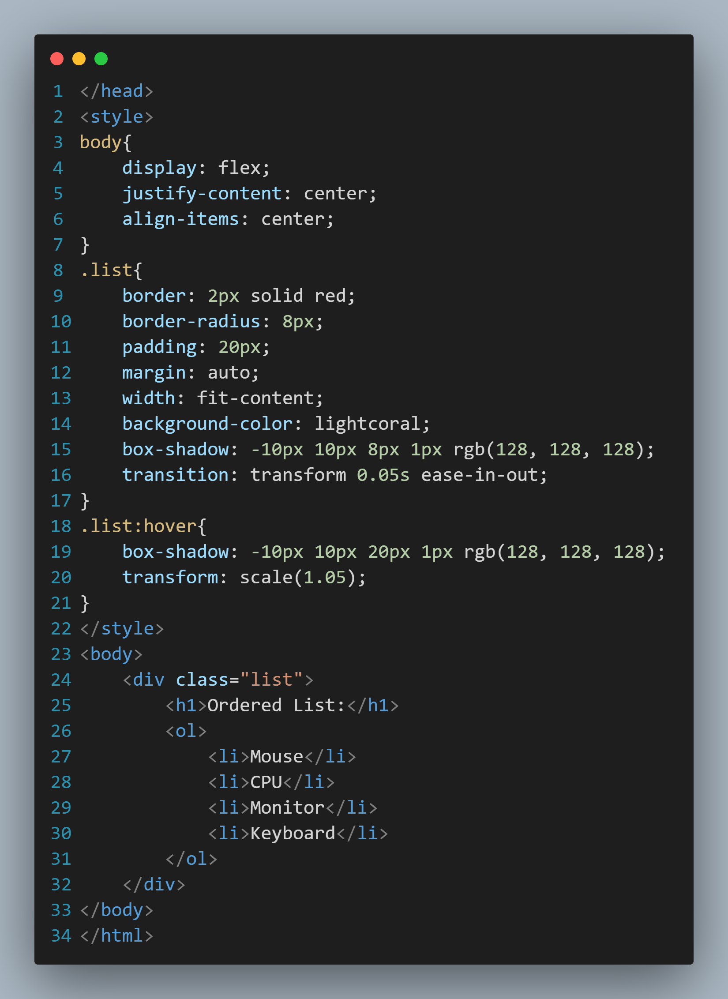 1 </head>
2 <style>
3 body{
4     display: flex;
5     justify-content: center;
6     align-items: center;
7 }
8 .list{
9     border: 2px solid red;
10     border-radius: 8px;
11     padding: 20px;
12     margin: auto;
13     width: fit-content;
14     background-color: lightcoral;
15     box-shadow: -10px 10px 8px 1px rgb(128, 128, 128);
16     transition: transform 0.05s ease-in-out;
17 }
18 .list:hover{
19     box-shadow: -10px 10px 20px 1px rgb(128, 128, 128);
20     transform: scale(1.05);
21 }
22 </style>
23 <body>
24     <div class="list">
25         <h1>Ordered List:</h1>
26         <ol>
27             <li>Mouse</li>
28             <li>CPU</li>
29             <li>Monitor</li>
30             <li>Keyboard</li>
31         </ol>
32     </div>
33 </body>
34 </html>